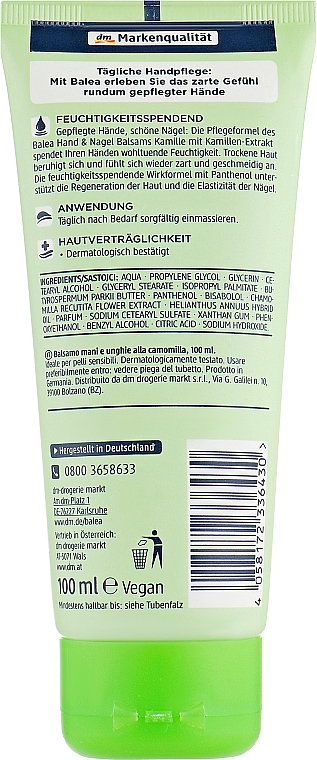 dm Markenqualität
Tägliche Handpflege:
Mit Balea erleben Sie das zarte Gefühl
rundum gepflegter Hände
FEUCHTIGKEITSSPENDEND
Gepflegte Hände, schöne Nägel: Die Pflegeformel des
Balea Hand & Nagel Balsams Kamille mit Kamillen-Extrakt
spendet Ihren Händen wohltuende Feuchtigkeit. Trockene Haut
beruhigt sich und fühlt sich wieder zart und geschmeidig an.
Die feuchtigkeitsspendende Wirkformel mit Panthenol unter-
stützt die Regeneration der Haut und die Elastizität der Nägel.
ANWENDUNG
Täglich nach Bedarf sorgfältig einmassieren.
HAUTVERTRÄGLICHKEIT
• Dermatologisch bestätigt
INGREDIENTS/SASTOJCI: AQUA · PROPYLENE GLYCOL · GLYCERIN · CE-
TEARYL ALCOHOL · GLYCERYL STEARATE · ISOPROPYL PALMITATE · BU-
TYROSPERMUM PARKII BUTTER · PANTHENOL · BISABOLOL · CHAMO-
MILLA RECUTITA FLOWER EXTRACT · HELIANTHUS ANNUUS HYBRID
OIL · PARFUM · SODIUM CETEARYL SULFATE · XANTHAN GUM · PHEN-
OXYETHANOL · BENZYL ALCOHOL · CITRIC ACID · SODIUM HYDROXIDE.
Balsamo mani e unghie alla camomilla, 100 ml.
Ideale per pelli sensibili. Dermatologicamente testato. Usare
preferibilmente entro: vedere piega del tubetto. Prodotto in
Germania. Distribuito da dm drogerie markt s.r.l., Via G. Galilei n. 10,
39100 Bolzano (BZ).
Hergestellt in Deutschland
0800 3658633
dm-drogerie markt
Am dm-Platz 1
DE-76227 Karlsruhe
www.dm.de/balea
Vertrieb in Österreich:
dm drogerie markt
AT-5071 Wals
www.dm.at
100 ml ℮ Vegan
Mindestens haltbar bis: siehe Tubenfalz
4 058172 336430 >